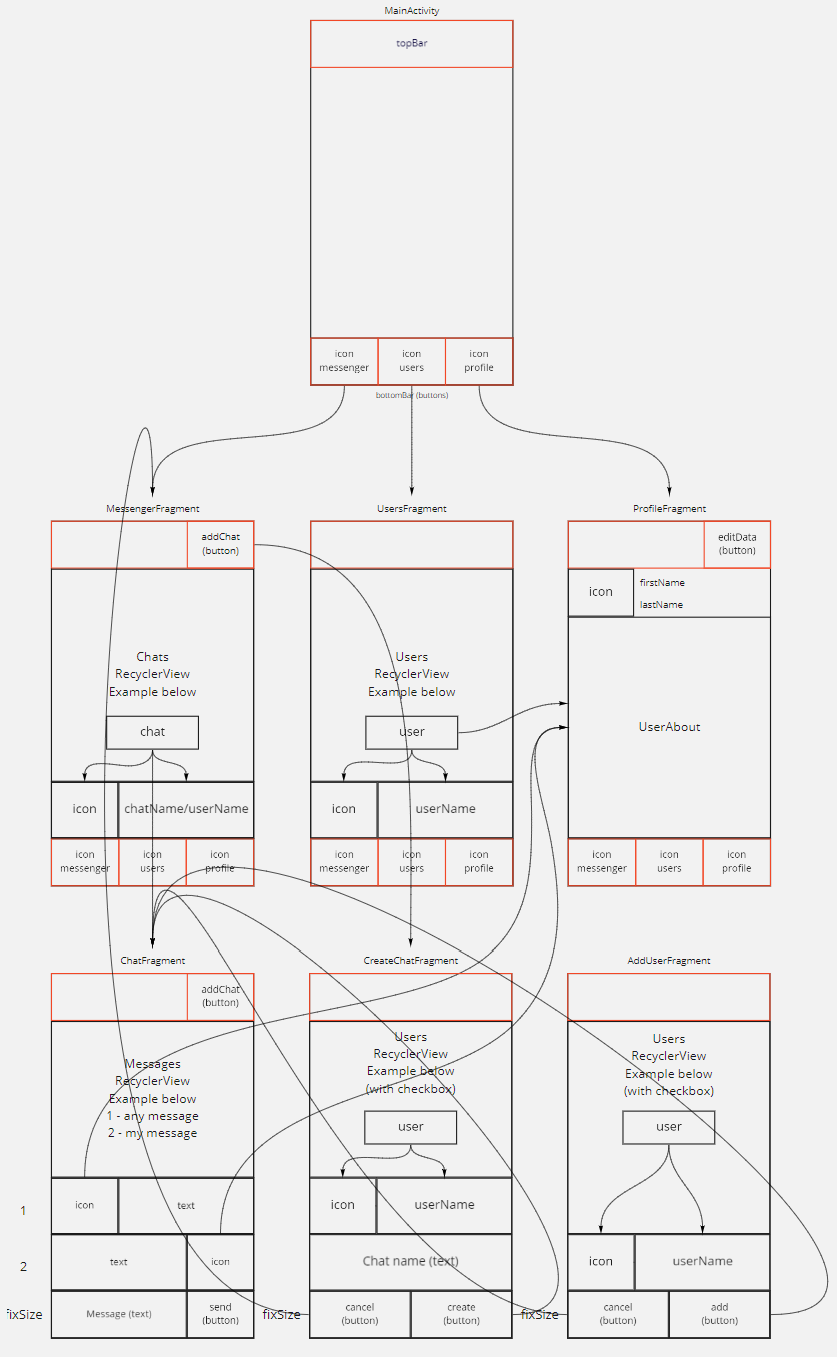 MainActivity
topBar
icon
messenger
icon
users
icon
profile
bottomBar (buttons)
MessengerFragment
UsersFragment
ProfileFragment
addChat
(button)
editData
(button)
icon
firstName
lastName
Chats
RecyclerView
Example below
Users
RecyclerView
Example below
chat
user
UserAbout
icon
chatName/userName
icon
userName
icon
messenger
icon
users
icon
profile
icon
messenger
icon
users
icon
profile
icon
messenger
icon
users
icon
profile
ChatFragment
CreateChatFragment
AddUserFragment
addChat
(button)
Messages
RecyclerView
Example below
1 - any message
2 - my message
Users
RecyclerView
Example below
(with checkbox)
Users
RecyclerView
Example below
(with checkbox)
user
user
1
icon
text
icon
userName
2
text
icon
Chat name (text)
icon
userName
fixSize
Message (text)
send
(button)
fixSize
cancel
(button)
create
(button)
fixSize
cancel
(button)
add
(button)